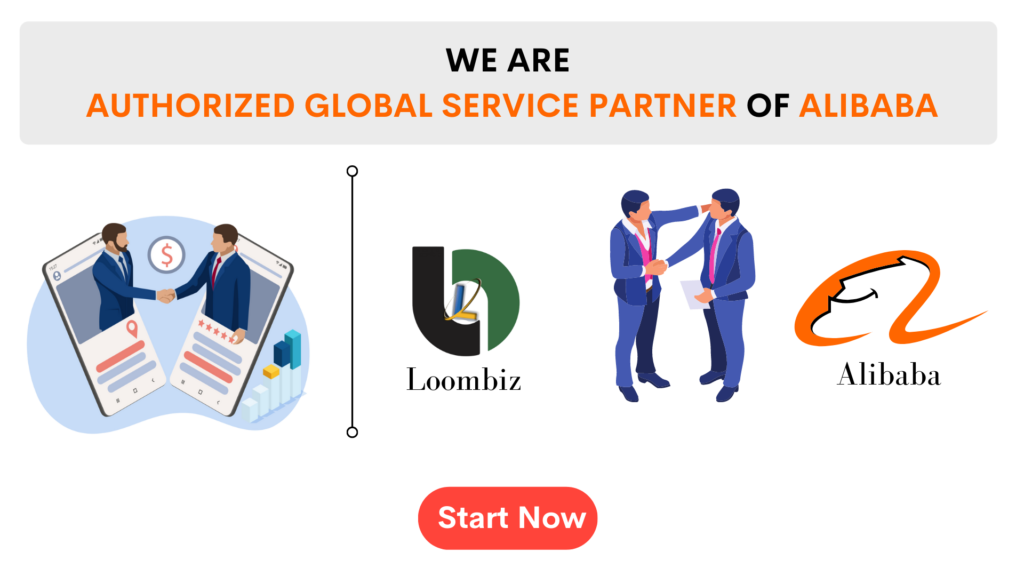 WE ARE
AUTHORIZED GLOBAL SERVICE PARTNER OF ALIBABA
$
Loombiz
Alibaba
Start Now